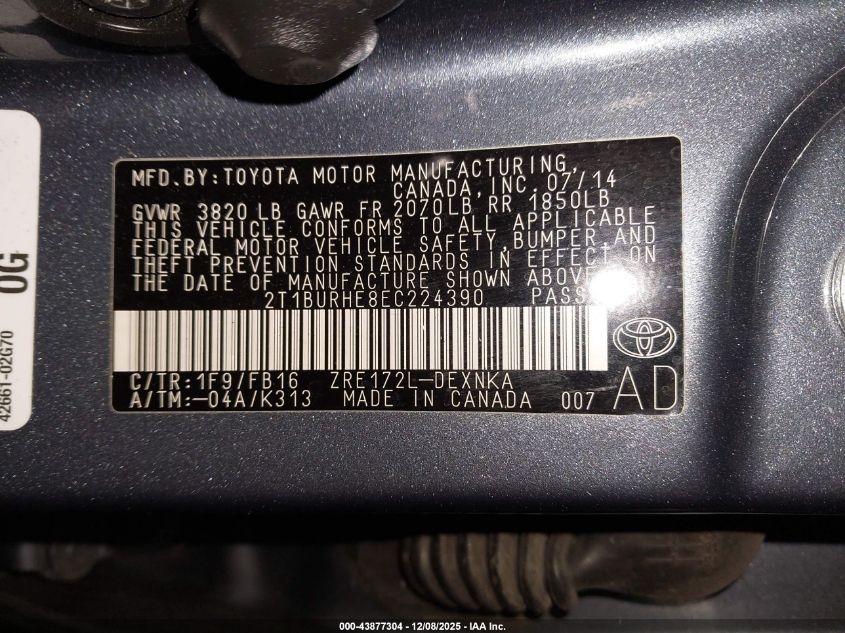 MFD.BY:TOYOTA MOTOR MANUFACTURING,
CANADA,INC. 07/14
GVWR 3820 LB GAWR FR 2070LB,RR 1850LB
THIS VEHICLE CONFORMS TO ALL APPLICABLE
FEDERAL MOTOR VEHICLE SAFETY,BUMPER,AND
THEFT PREVENTION STANDARDS IN EFFECT ON
THE DATE OF MANUFACTURE SHOWN ABOVE.
2T1BURHE8EC224390
C/TR:1F9/FB16 ZRE172L-DEXNKA
A/TM:-04A/K313 MADE IN CANADA 007
AD
0G
42661-02G70
000-43877304 | 12/08/2025 - IAA Inc.